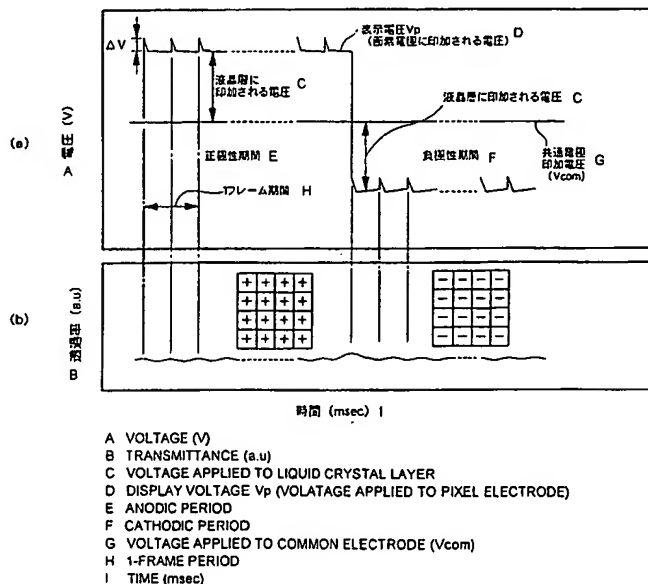 (a)
電圧 (V)
A
ΔV
表示電圧Vp
(画素電極に印加される電圧)
D
液晶層に
印加される電圧
C
液晶層に印加される電圧 C
正極性期間 E
負極性期間 F
共通電極
印加電圧
(Vcom)
G
1フレーム期間 H
(b)
透過率 (a.u)
B
+ + + +
+ + + +
+ + + +
+ + + +
− − − −
− − − −
− − − −
− − − −
時間 (msec) I
A VOLTAGE (V)
B TRANSMITTANCE (a.u)
C VOLTAGE APPLIED TO LIQUID CRYSTAL LAYER
D DISPLAY VOLTAGE Vp (VOLATAGE APPLIED TO PIXEL ELECTRODE)
E ANODIC PERIOD
F CATHODIC PERIOD
G VOLTAGE APPLIED TO COMMON ELECTRODE (Vcom)
H 1-FRAME PERIOD
I TIME (msec)